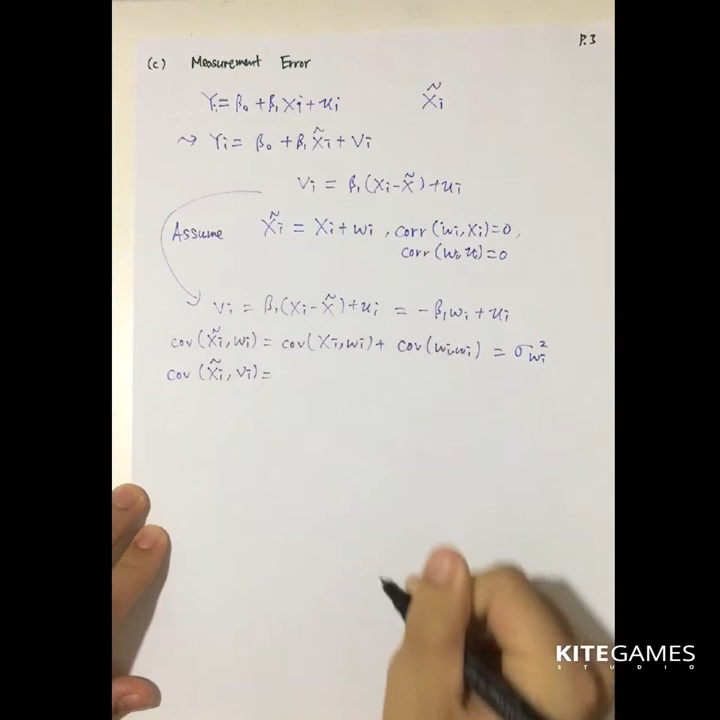 P.3
(c) Measurement Error
Yi = β₀ + β₁Xi + ui X̃i
⤳ Yi = β₀ + β₁X̃i + Vi
Vi = β₁(Xi - X̃) + ui
Assume X̃i = Xi + wi , corr(wi, Xi) = 0,
corr(wi, ui) = 0
Vi = β₁(Xi - X̃) + ui = -β₁wi + ui
cov(X̃i, wi) = cov(Xi, wi) + cov(wi, wi) = σ²wi
cov(X̃i, Vi) =
KITEGAMES
STUDIO